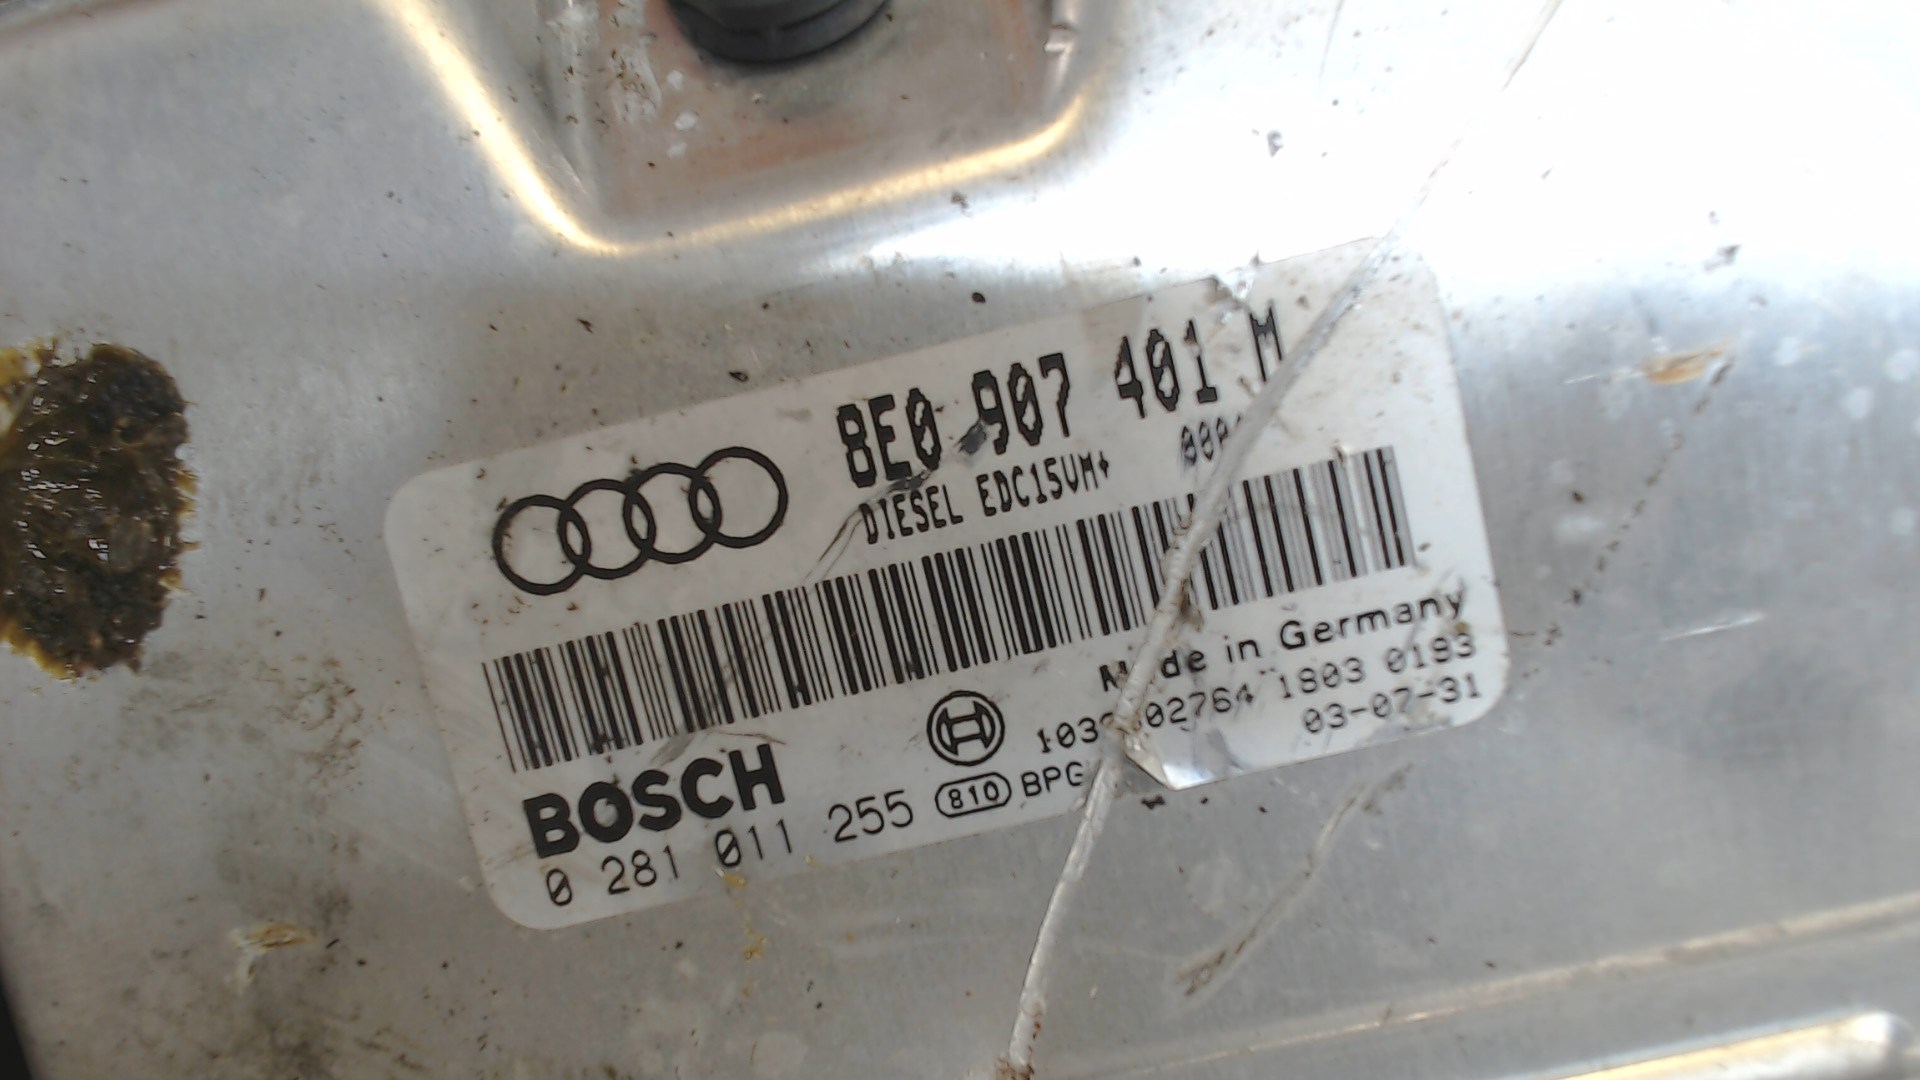 8E0 907 401 M
DIESEL EDC15VM+
BOSCH
Made in Germany
1803 0193
03-07-31
0 281 011 255 810 BPG